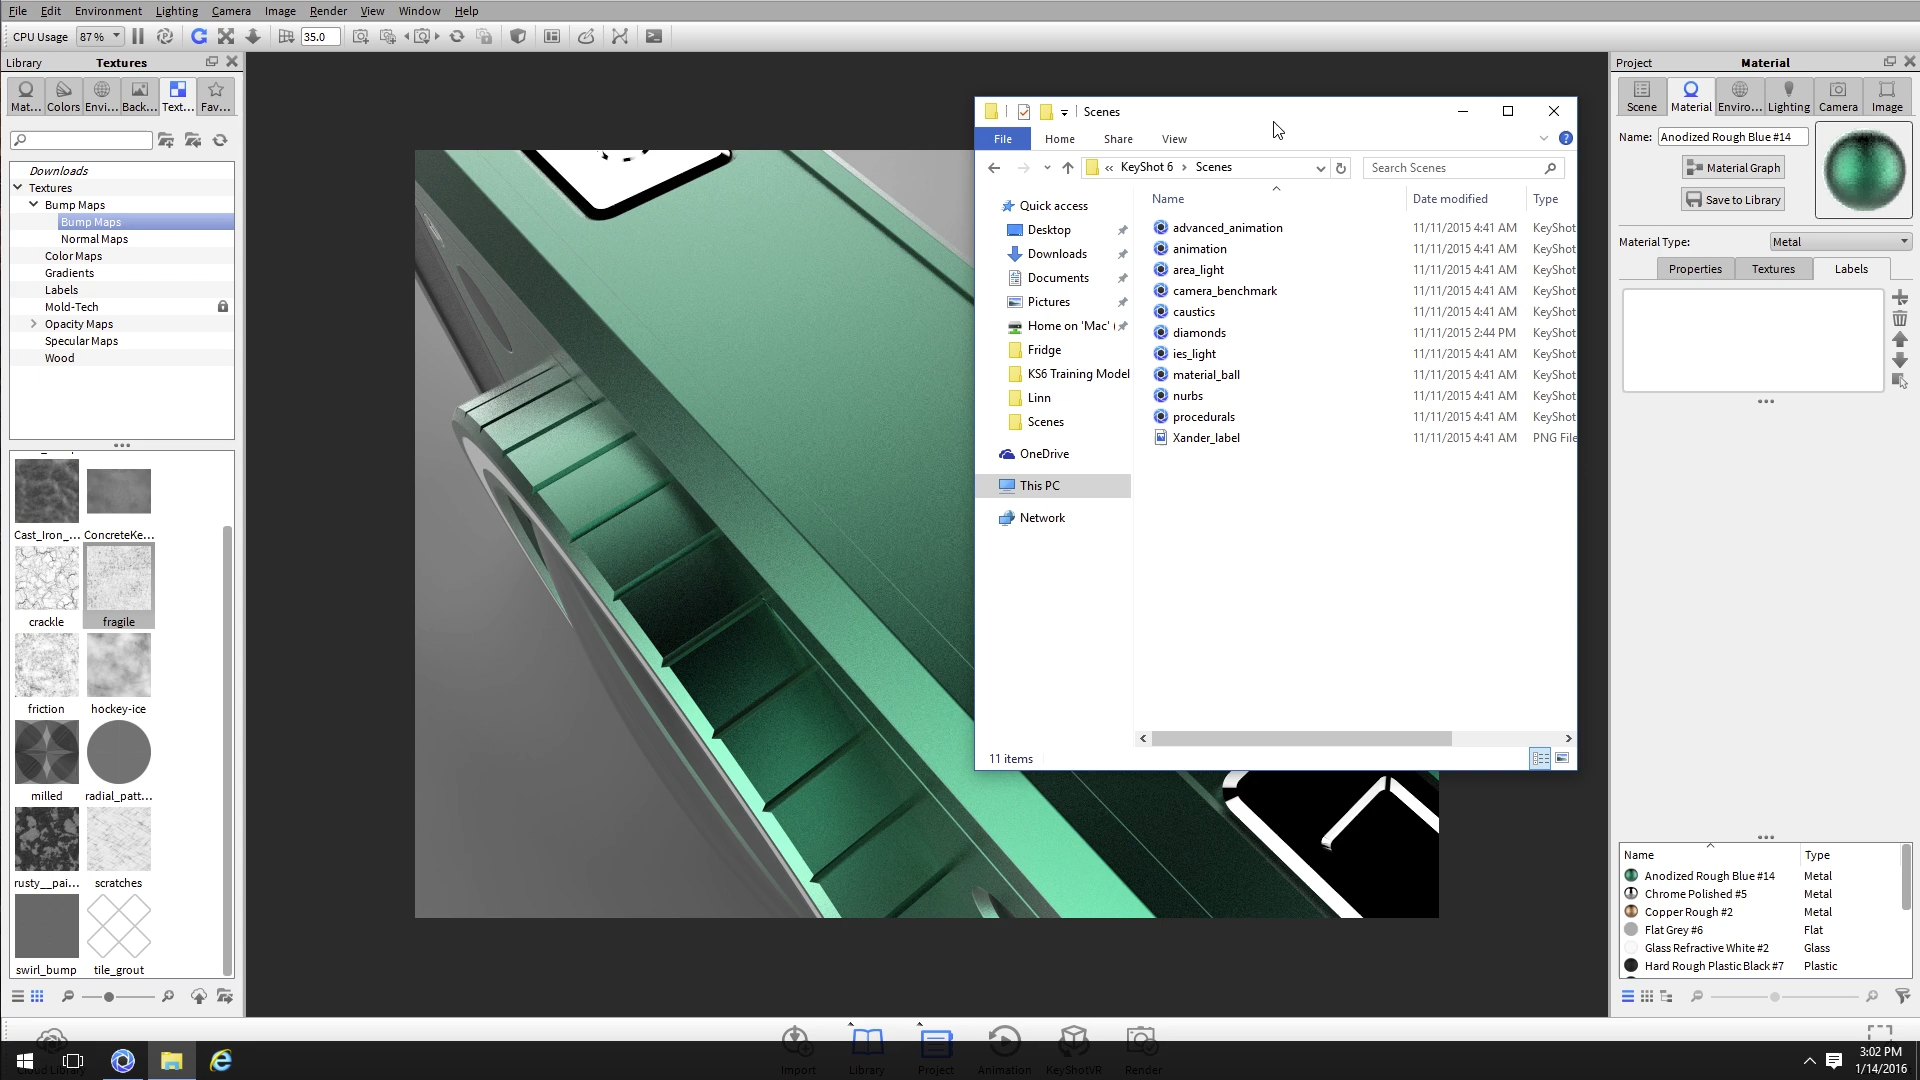 File Edit Environment Lighting Camera Image Render View Window Help
CPU Usage 87 % 35.0
Library Textures
Mat... Colors Envi... Back... Text... Fav...
Downloads
Textures
Bump Maps
Bump Maps
Normal Maps
Color Maps
Gradients
Labels
Mold-Tech
Opacity Maps
Specular Maps
Wood
Cast_Iron_... ConcreteKe...
crackle fragile
friction hockey-ice
milled radial_patt...
rusty__pai... scratches
swirl_bump tile_grout
Scenes
File Home Share View
KeyShot 6 Scenes Search Scenes
Quick access
Desktop
Downloads
Documents
Pictures
Home on 'Mac' (
Fridge
KS6 Training Model
Linn
Scenes
OneDrive
This PC
Network
Name Date modified Type
advanced_animation 11/11/2015 4:41 AM KeyShot
animation 11/11/2015 4:41 AM KeyShot
area_light 11/11/2015 4:41 AM KeyShot
camera_benchmark 11/11/2015 4:41 AM KeyShot
caustics 11/11/2015 4:41 AM KeyShot
diamonds 11/11/2015 2:44 PM KeyShot
ies_light 11/11/2015 4:41 AM KeyShot
material_ball 11/11/2015 4:41 AM KeyShot
nurbs 11/11/2015 4:41 AM KeyShot
procedurals 11/11/2015 4:41 AM KeyShot
Xander_label 11/11/2015 4:41 AM PNG File
11 items
Project Material
Scene Material Enviro... Lighting Camera Image
Name: Anodized Rough Blue #14
Material Graph
Save to Library
Material Type: Metal
Properties Textures Labels
Name Type
Anodized Rough Blue #14 Metal
Chrome Polished #5 Metal
Copper Rough #2 Metal
Flat Grey #6 Flat
Glass Refractive White #2 Glass
Hard Rough Plastic Black #7 Plastic
Cloud Library Import Library Project Animation KeyShotVR Render
3:02 PM
1/14/2016